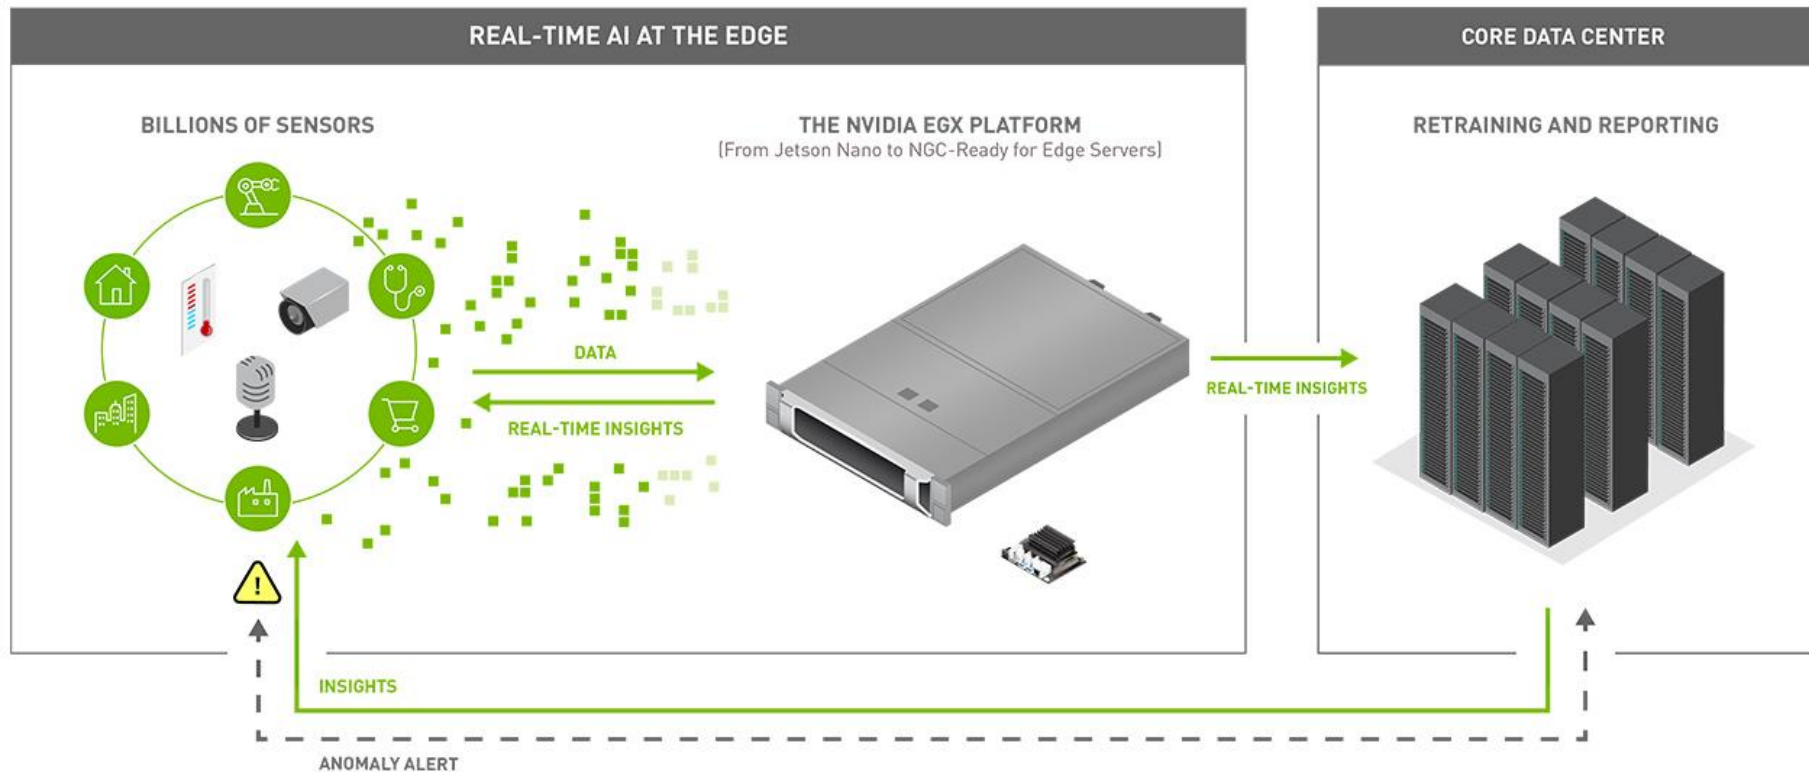 REAL-TIME AI AT THE EDGE
CORE DATA CENTER
BILLIONS OF SENSORS
THE NVIDIA EGX PLATFORM
(From Jetson Nano to NGC-Ready for Edge Servers)
RETRAINING AND REPORTING
DATA
REAL-TIME INSIGHTS
REAL-TIME INSIGHTS
!
INSIGHTS
ANOMALY ALERT